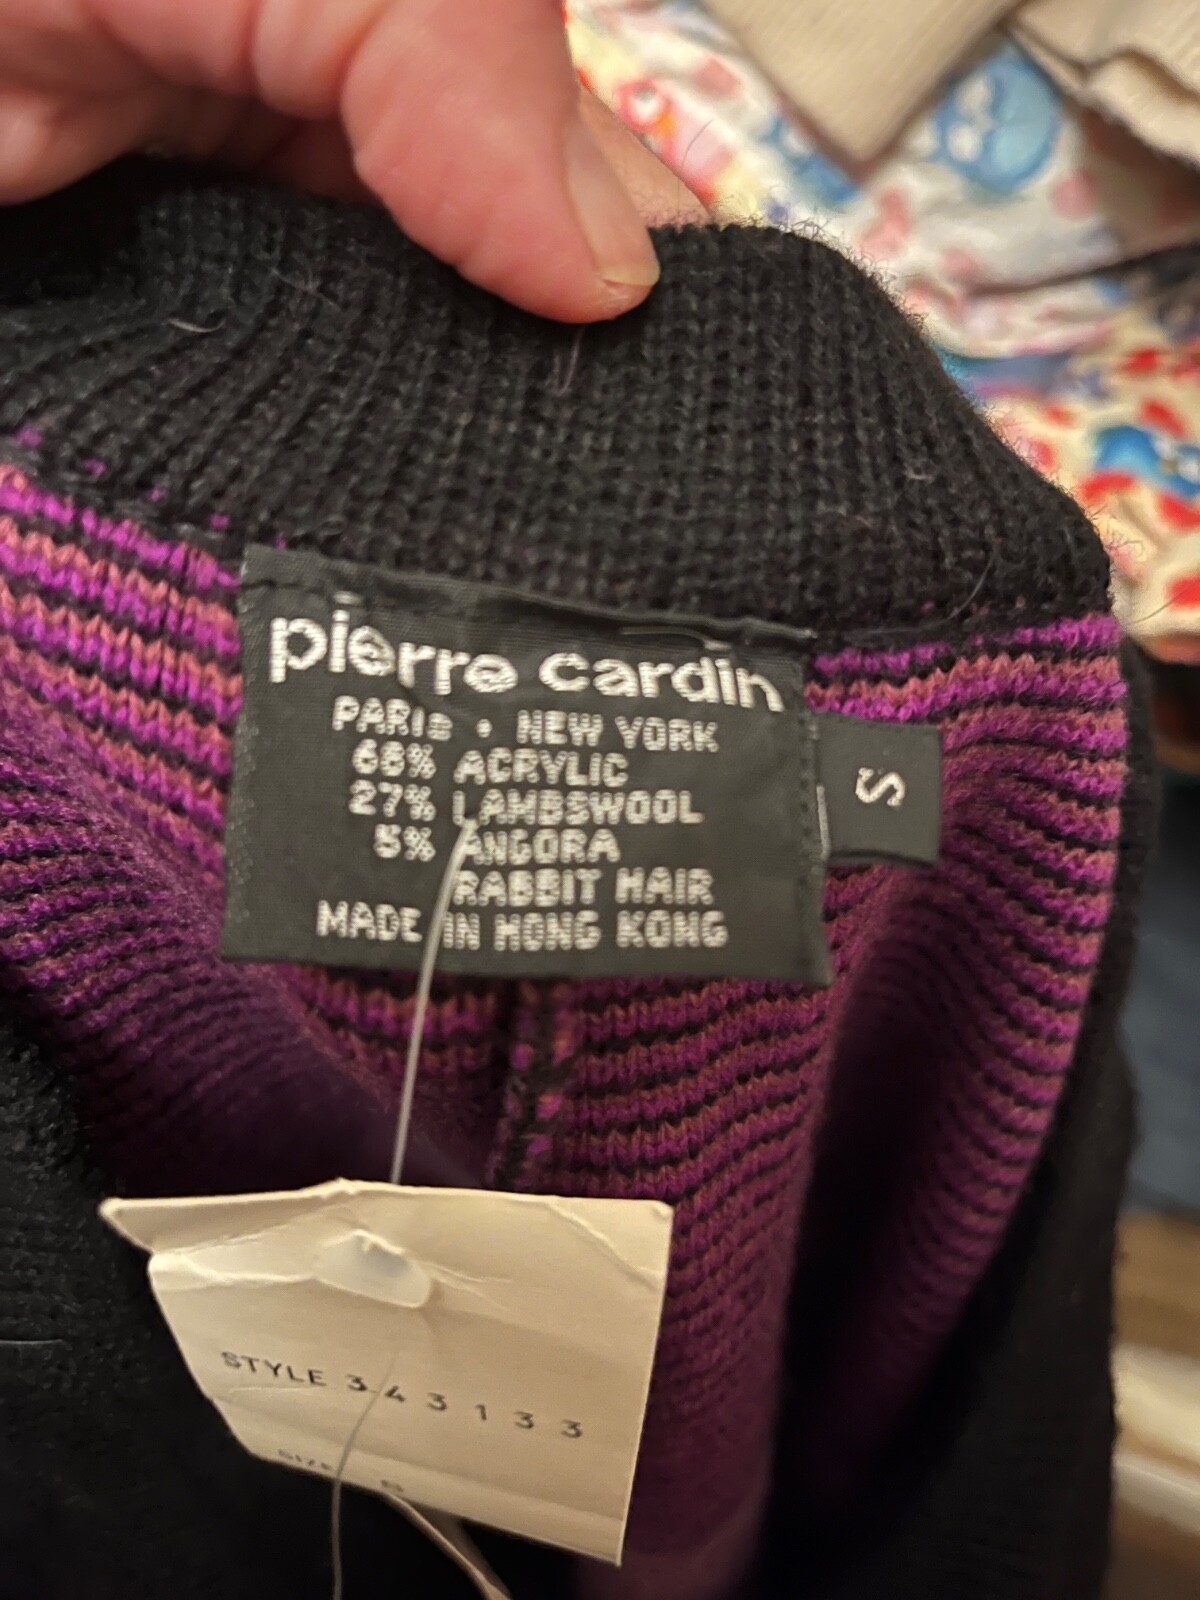 pierre cardin
PARIS • NEW YORK
68% ACRYLIC
27% LAMBSWOOL
5% ANGORA
RABBIT HAIR
MADE IN HONG KONG
S
STYLE 343133
SIZE S